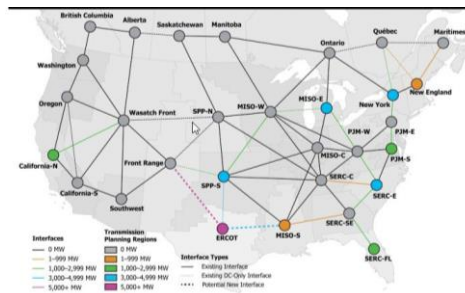 British Columbia
Alberta
Saskatchewan
Manitoba
Ontario
Québec
Maritimes
Washington
MISO-E
New York
New England
Oregon
Wasatch Front
SPP-N
MISO-W
PJM-W
PJM-E
PJM-S
MISO-C
California-N
Front Range
SPP-S
SERC-C
SERC-E
California-S
Southwest
ERCOT
MISO-S
SERC-SE
SERC-FL
Interfaces
0 MW
1–999 MW
1,000–2,999 MW
3,000–4,999 MW
5,000+ MW
Transmission
Planning Regions
0 MW
1–999 MW
1,000–2,999 MW
3,000–4,999 MW
5,000+ MW
Interface Types
Existing Interface
Existing DC-Only Interface
Potential New Interface